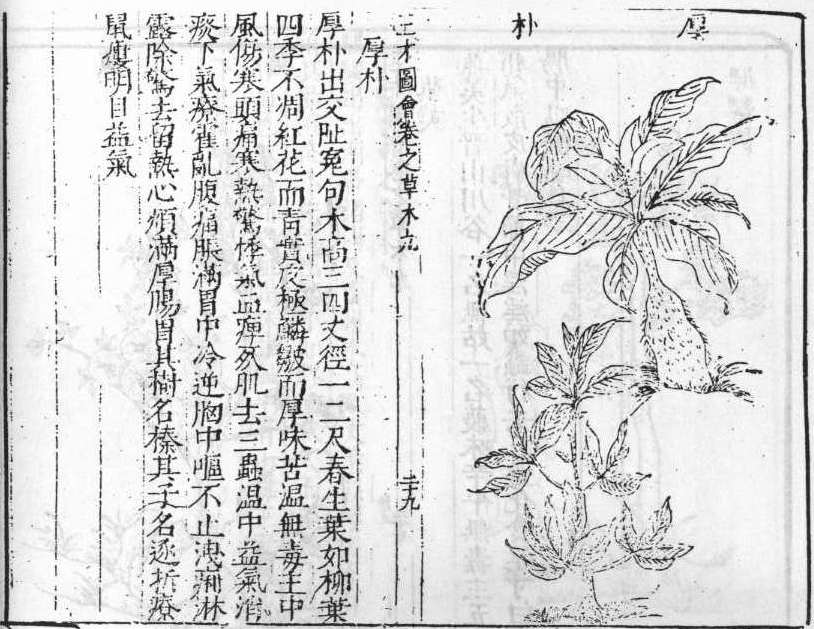 厚
朴
三才圖會卷之草木九
三十九
厚朴
厚朴出交趾冤句木高三四丈徑一二尺春生葉如柳葉
四季不凋紅花而青實皮極鱗皴而厚味苦溫無毒主中
風傷寒頭痛寒熱驚悸氣血痺死肌去三蟲溫中益氣消
痰下氣療霍亂腹痛脹滿胃中冷逆胸中嘔不止洩痢淋
露除驚去留熱心煩滿厚腸胃其樹名榛其子名逐折療
鼠瘻明目益氣